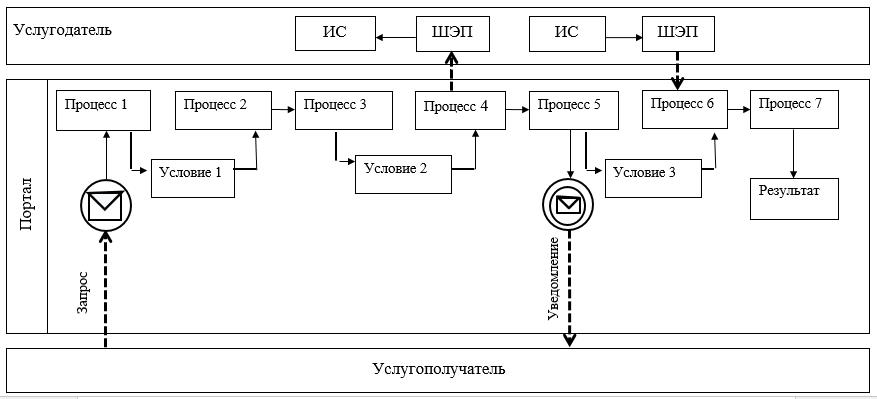 Услугодатель
ИС
ШЭП
ИС
ШЭП
Портал
Процесс 1
Процесс 2
Процесс 3
Процесс 4
Процесс 5
Процесс 6
Процесс 7
Условие 1
Условие 2
Условие 3
Результат
Запрос
Уведомление
Услугополучатель